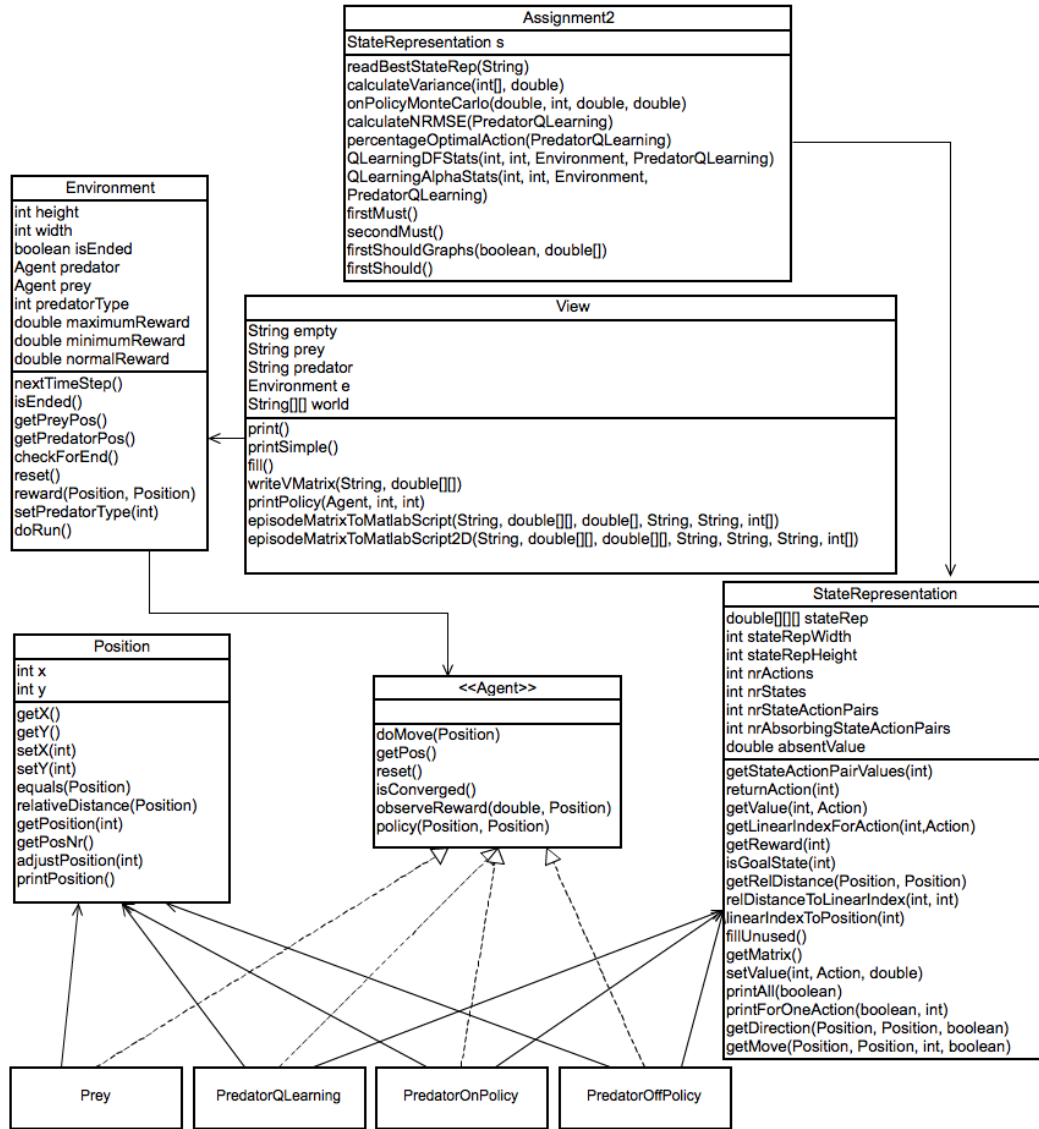 Assignment2
StateRepresentation s
readBestStateRep(String)
calculateVariance(int[], double)
onPolicyMonteCarlo(double, int, double, double)
calculateNRMSE(PredatorQLearning)
percentageOptimalAction(PredatorQLearning)
QLearningDFStats(int, int, Environment, PredatorQLearning)
QLearningAlphaStats(int, int, Environment,
PredatorQLearning)
firstMust()
secondMust()
firstShouldGraphs(boolean, double[])
firstShould()
Environment
int height
int width
boolean isEnded
Agent predator
Agent prey
int predatorType
double maximumReward
double minimumReward
double normalReward
nextTimeStep()
isEnded()
getPreyPos()
getPredatorPos()
checkForEnd()
reset()
reward(Position, Position)
setPredatorType(int)
doRun()
View
String empty
String prey
String predator
Environment e
String[][] world
print()
printSimple()
fill()
writeVMatrix(String, double[][])
printPolicy(Agent, int, int)
episodeMatrixToMatlabScript(String, double[][], double[], String, String, int[])
episodeMatrixToMatlabScript2D(String, double[][], double[][], String, String, String, int[])
Position
int x
int y
getX()
getY()
setX(int)
setY(int)
equals(Position)
relativeDistance(Position)
getPosition(int)
getPosNr()
adjustPosition(int)
printPosition()
<<Agent>>
doMove(Position)
getPos()
reset()
isConverged()
observeReward(double, Position)
policy(Position, Position)
StateRepresentation
double[][][] stateRep
int stateRepWidth
int stateRepHeight
int nrActions
int nrStates
int nrStateActionPairs
int nrAbsorbingStateActionPairs
double absentValue
getStateActionPairValues(int)
returnAction(int)
getValue(int, Action)
getLinearIndexForAction(int,Action)
getReward(int)
isGoalState(int)
getRelDistance(Position, Position)
relDistanceToLinearIndex(int, int)
linearIndexToPosition(int)
fillUnused()
getMatrix()
setValue(int, Action, double)
printAll(boolean)
printForOneAction(boolean, int)
getDirection(Position, Position, boolean)
getMove(Position, Position, int, boolean)
Prey
PredatorQLearning
PredatorOnPolicy
PredatorOffPolicy